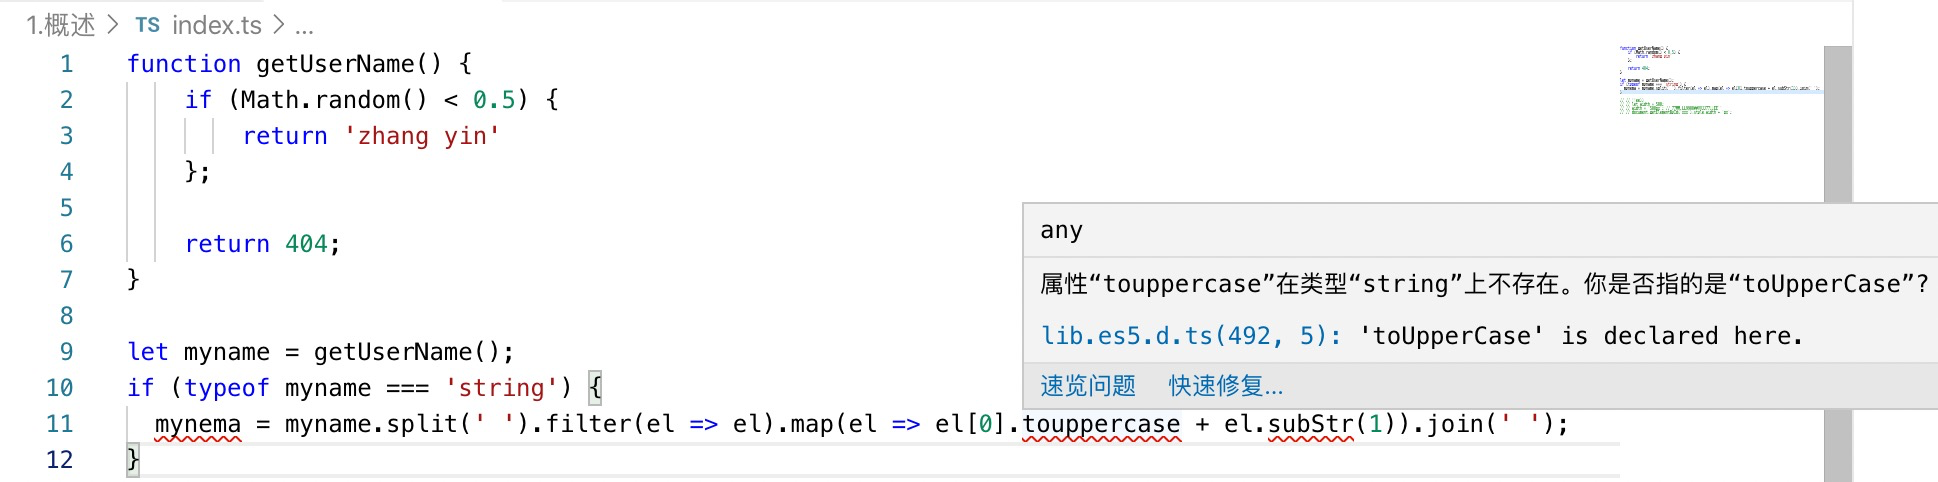 1.概述 > TS index.ts > ...
1 function getUserName() {
2 if (Math.random() < 0.5) {
3 return 'zhang yin'
4 };
5
6 return 404;
7 }
8
9 let myname = getUserName();
10 if (typeof myname === 'string') {
11 mynema = myname.split(' ').filter(el => el).map(el => el[0].touppercase + el.subStr(1)).join(' ');
12 }
any
属性“touppercase”在类型“string”上不存在。你是否指的是“toUpperCase”?
lib.es5.d.ts(492, 5): 'toUpperCase' is declared here.
速览问题 快速修复...